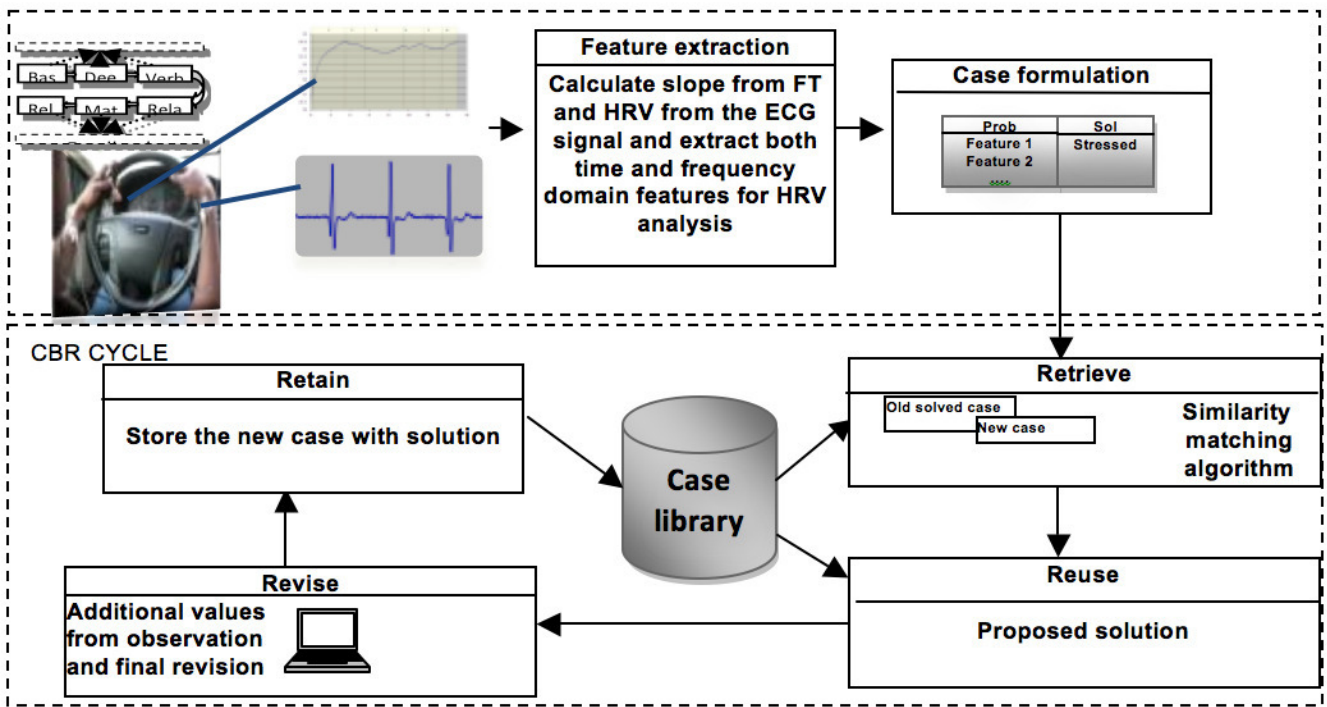 Bas Dee Verb
Rel Mat Rela
Feature extraction
Calculate slope from FT
and HRV from the ECG
signal and extract both
time and frequency
domain features for HRV
analysis
Case formulation
Prob Sol
Feature 1 Stressed
Feature 2
....
CBR CYCLE
Retain
Store the new case with solution
Case
library
Retrieve
Old solved case
New case
Similarity
matching
algorithm
Revise
Additional values
from observation
and final revision
Reuse
Proposed solution